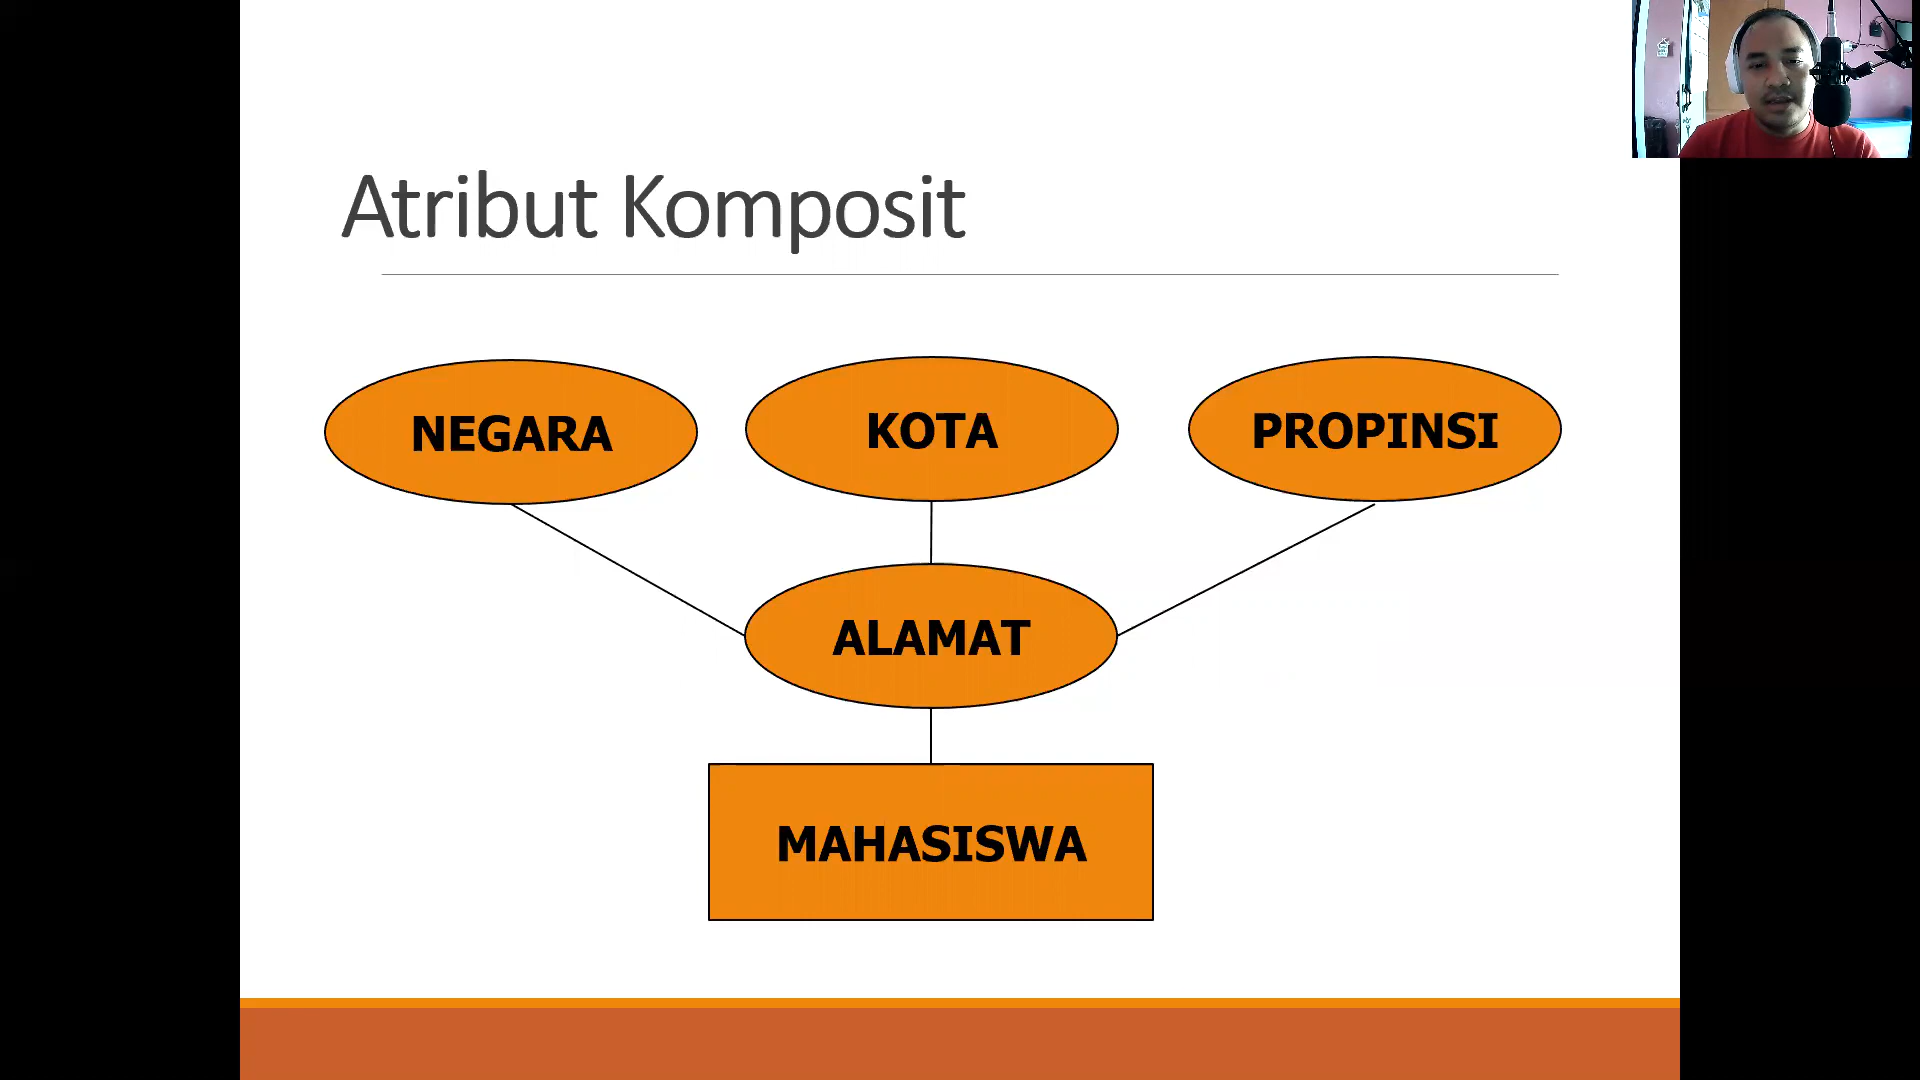 Atribut Komposit
NEGARA
KOTA
PROPINSI
ALAMAT
MAHASISWA